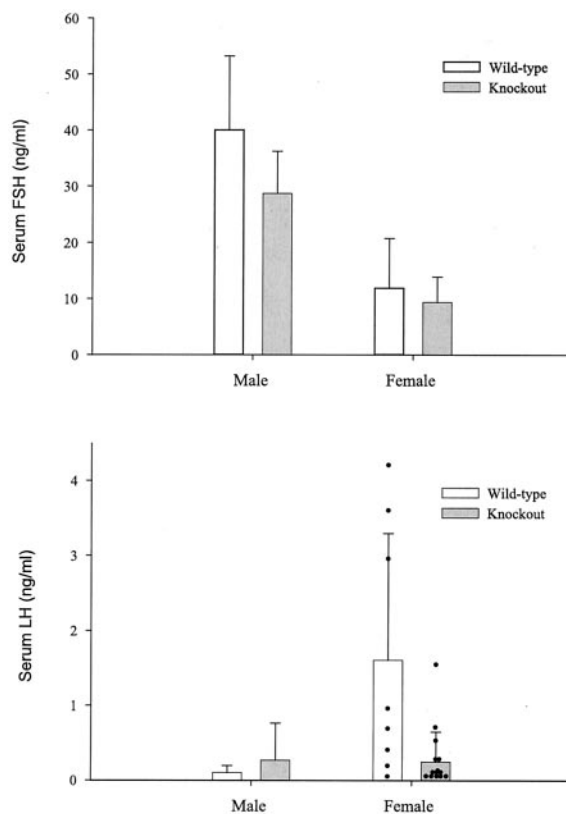 60
50
40
30
20
10
0
Serum FSH (ng/ml)
Wild-type
Knockout
Male
Female
4
3
2
1
0
Serum LH (ng/ml)
Wild-type
Knockout
Male
Female